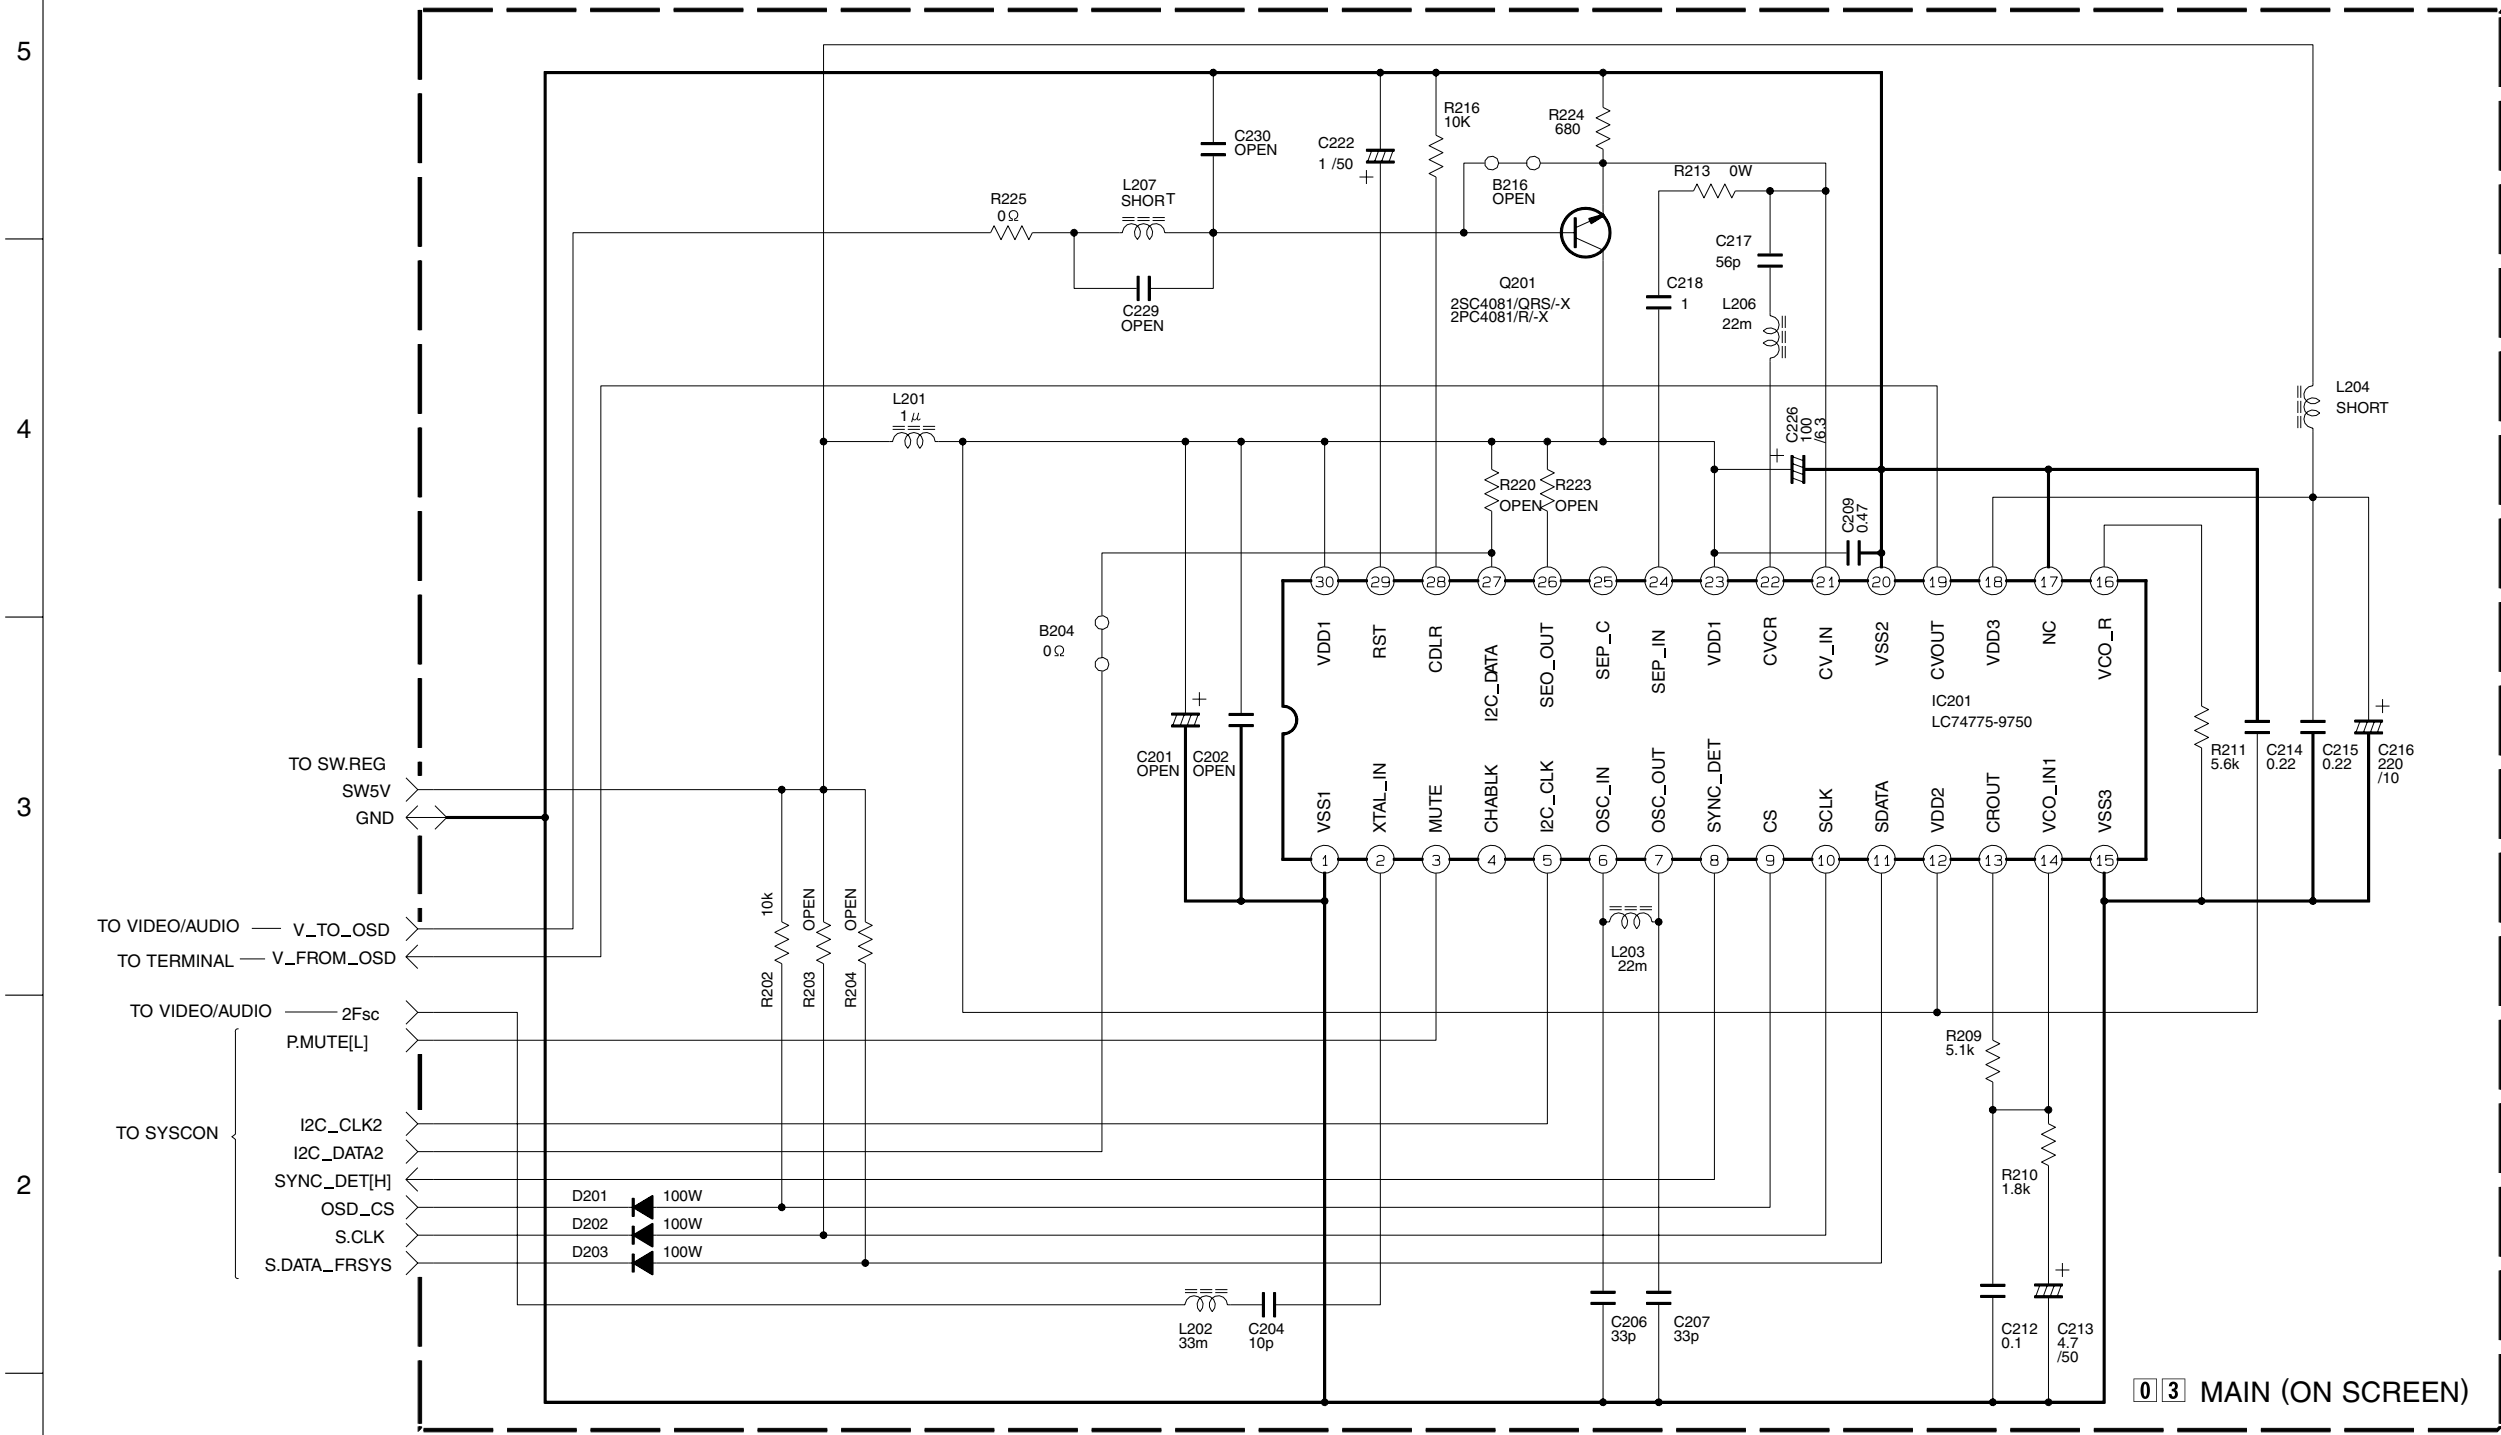 5
4
3
2
R216
10K
R224
680
C230
OPEN
C222
1 /50
+
B216
OPEN
R213 0W
R225
0Ω
L207
SHORT
C229
OPEN
Q201
2SC4081/QRS/-X
2PC4081/R/-X
C217
56p
C218
1
L206
22m
L201
1μ
L204
SHORT
C226
100
/6.3
+
R220
OPEN
R223
OPEN
C209
0.47
30 29 28 27 26 25 24 23 22 21 20 19 18 17 16
VDD1
RST
CDLR
I2C_DATA
SEO_OUT
SEP_C
SEP_IN
VDD1
CVCR
CV_IN
VSS2
CVOUT
VDD3
NC
VCO_R
B204
0Ω
IC201
LC74775-9750
+
C201
OPEN
C202
OPEN
R211
5.6k
C214
0.22
C215
0.22
+
C216
220
/10
VSS1
XTAL_IN
MUTE
CHABLK
I2C_CLK
OSC_IN
OSC_OUT
SYNC_DET
CS
SCLK
SDATA
VDD2
CROUT
VCO_IN1
VSS3
1 2 3 4 5 6 7 8 9 10 11 12 13 14 15
TO SW.REG
SW5V
GND
TO VIDEO/AUDIO
V_TO_OSD
TO TERMINAL
V_FROM_OSD
TO VIDEO/AUDIO
2Fsc
P.MUTE[L]
TO SYSCON
I2C_CLK2
I2C_DATA2
SYNC_DET[H]
OSD_CS
S.CLK
S.DATA_FRSYS
R202
10k
R203
OPEN
R204
OPEN
D201 100W
D202 100W
D203 100W
L203
22m
R209
5.1k
R210
1.8k
L202
33m
C204
10p
C206
33p
C207
33p
C212
0.1
+
C213
4.7
/50
03 MAIN (ON SCREEN)